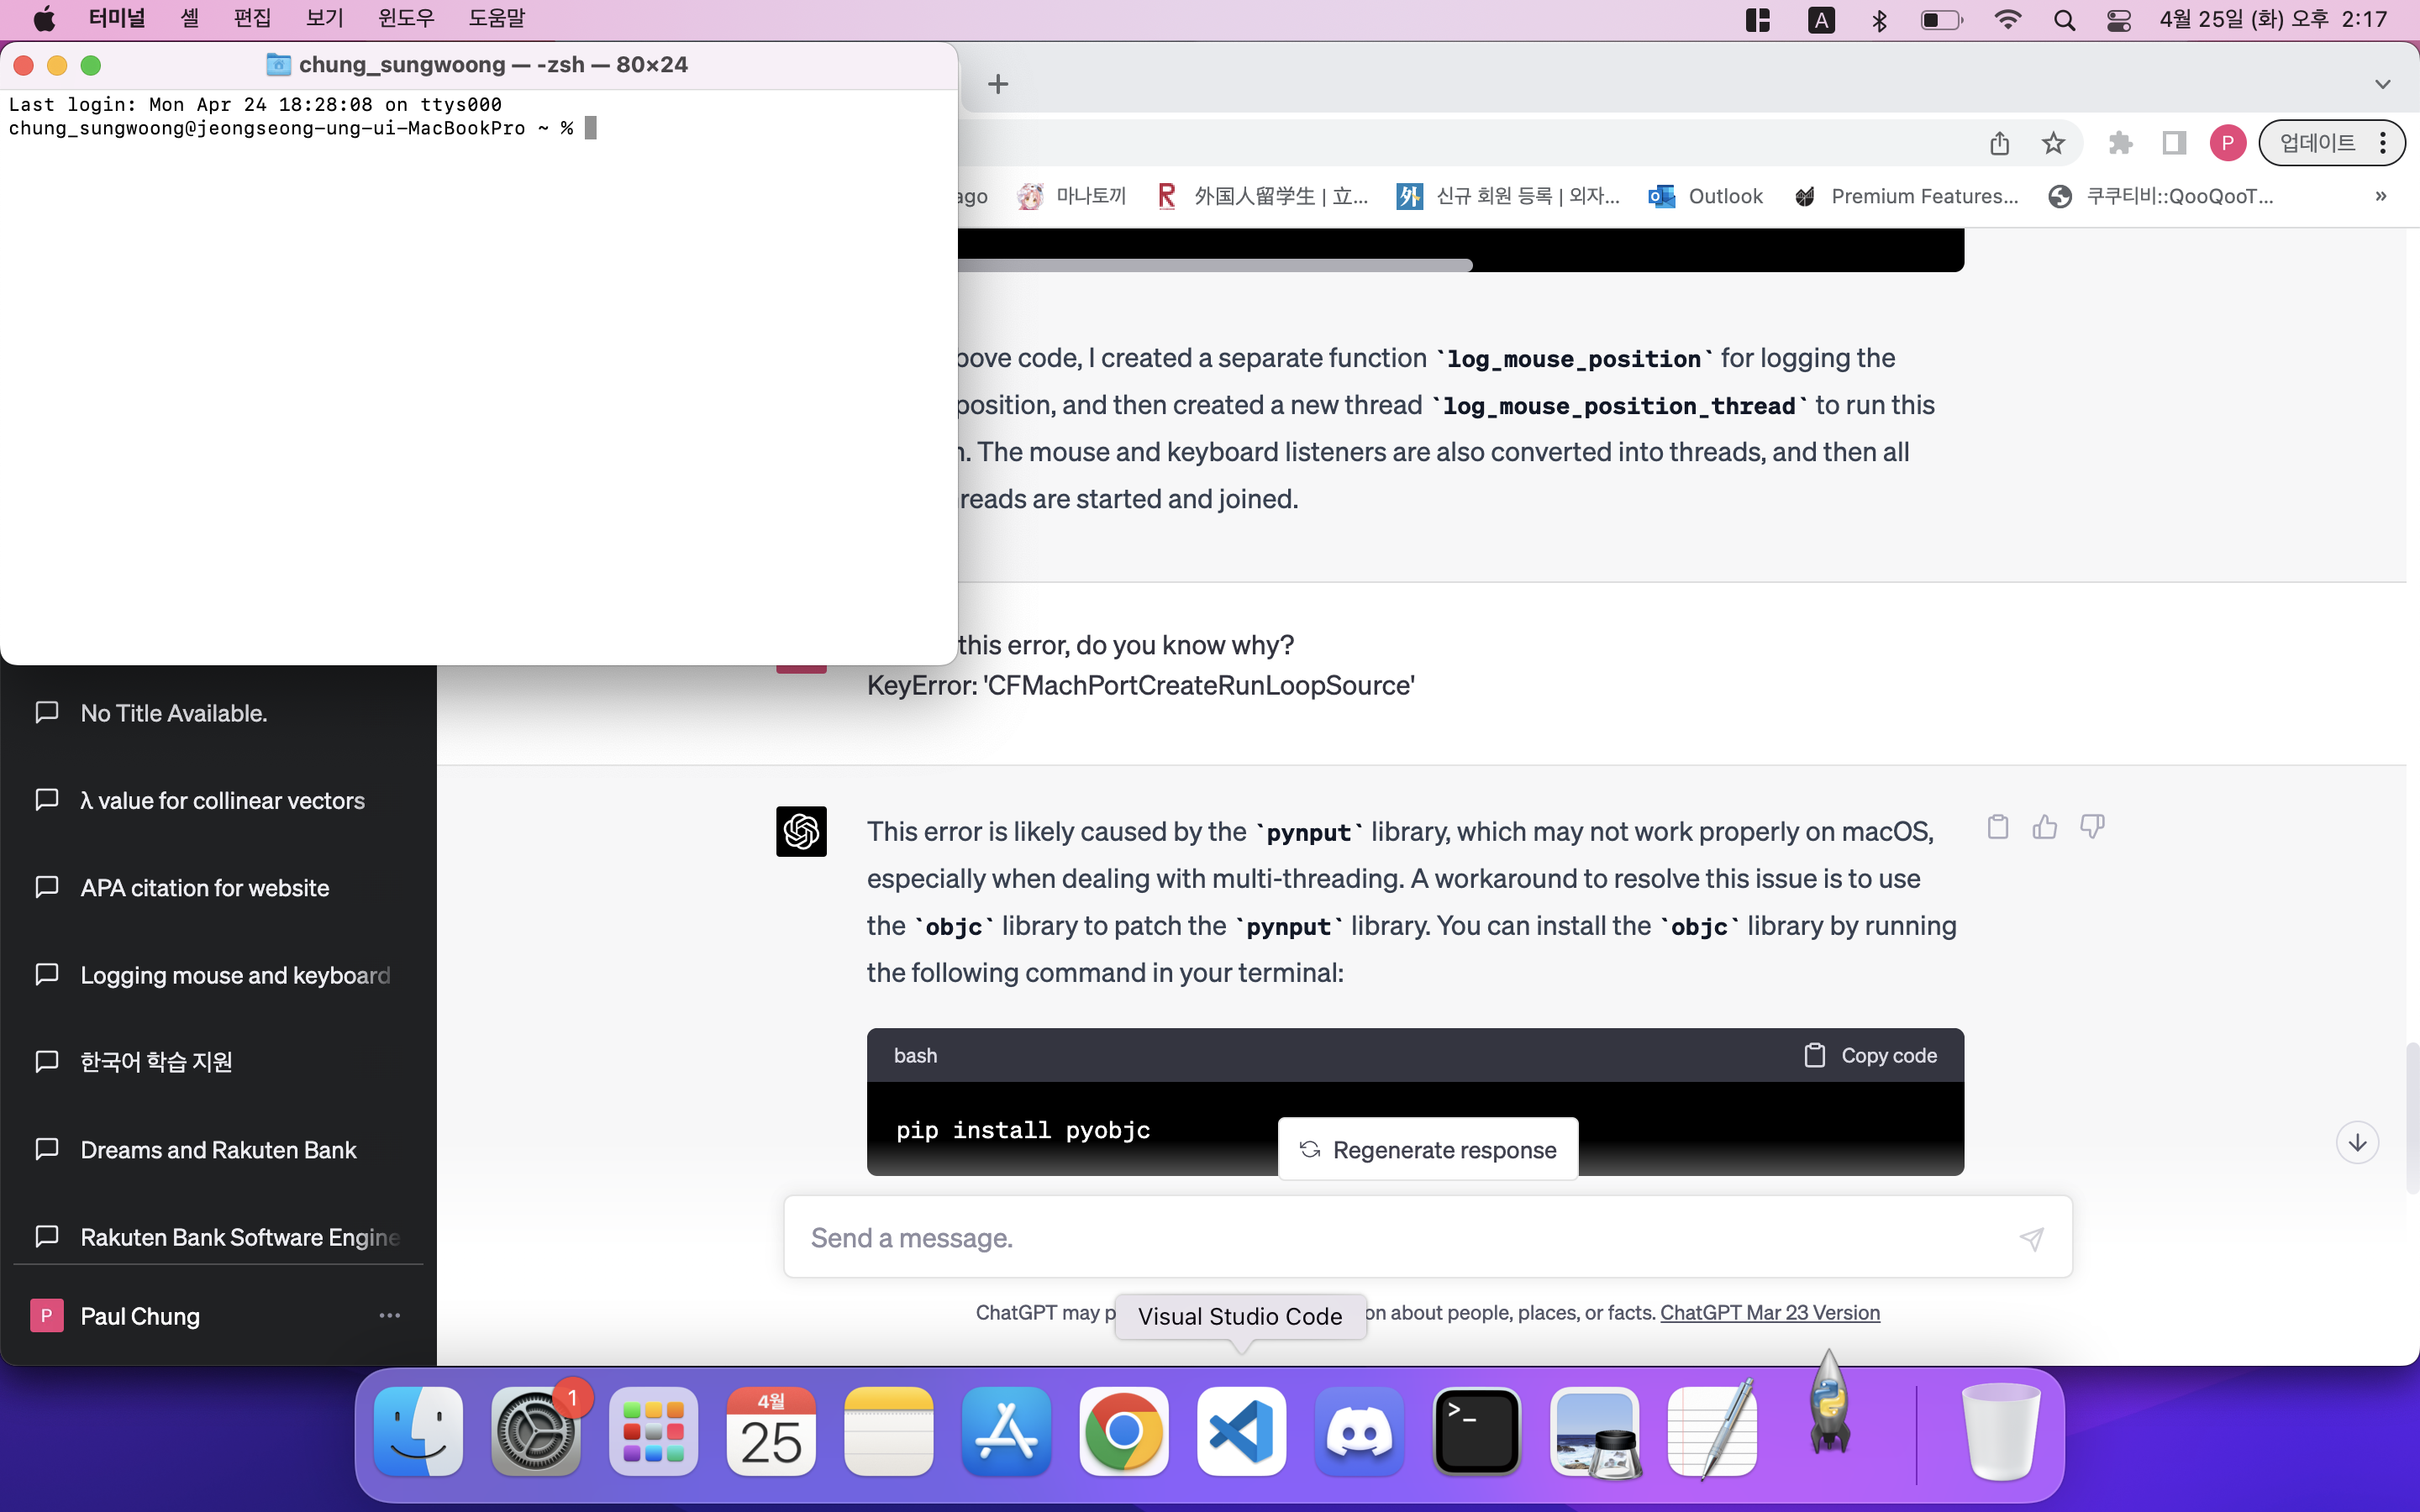 터미널 셸 편집 보기 윈도우 도움말
A 4월 25일 (화) 오후 2:17
chung_sungwoong — -zsh — 80×24
Last login: Mon Apr 24 18:28:08 on ttys000
chung_sungwoong@jeongseong-ung-ui-MacBookPro ~ %
P 업데이트
ago 마나토끼 外国人留学生 | 立... 신규 회원 등록 | 외자... Outlook Premium Features... 쿠쿠티비::QooQooT... »
bove code, I created a separate function `log_mouse_position` for logging the
position, and then created a new thread `log_mouse_position_thread` to run this
n. The mouse and keyboard listeners are also converted into threads, and then all
reads are started and joined.
this error, do you know why?
KeyError: 'CFMachPortCreateRunLoopSource'
No Title Available.
λ value for collinear vectors
APA citation for website
Logging mouse and keyboard
한국어 학습 지원
Dreams and Rakuten Bank
Rakuten Bank Software Engine
P Paul Chung
This error is likely caused by the `pynput` library, which may not work properly on macOS,
especially when dealing with multi-threading. A workaround to resolve this issue is to use
the `objc` library to patch the `pynput` library. You can install the `objc` library by running
the following command in your terminal:
bash Copy code
pip install pyobjc
Regenerate response
Send a message.
ChatGPT may p on about people, places, or facts. ChatGPT Mar 23 Version
Visual Studio Code
1
4월
25
>_